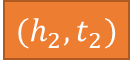 (h₂, t₂)